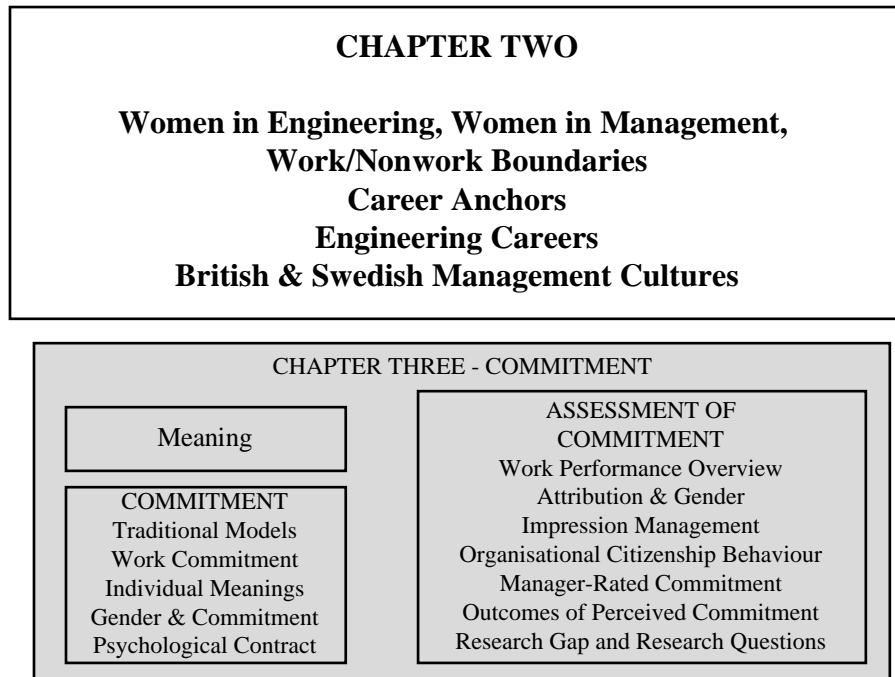 CHAPTER TWO
Women in Engineering, Women in Management,
Work/Nonwork Boundaries
Career Anchors
Engineering Careers
British & Swedish Management Cultures
CHAPTER THREE - COMMITMENT
Meaning
COMMITMENT
Traditional Models
Work Commitment
Individual Meanings
Gender & Commitment
Psychological Contract
ASSESSMENT OF
COMMITMENT
Work Performance Overview
Attribution & Gender
Impression Management
Organisational Citizenship Behaviour
Manager-Rated Commitment
Outcomes of Perceived Commitment
Research Gap and Research Questions